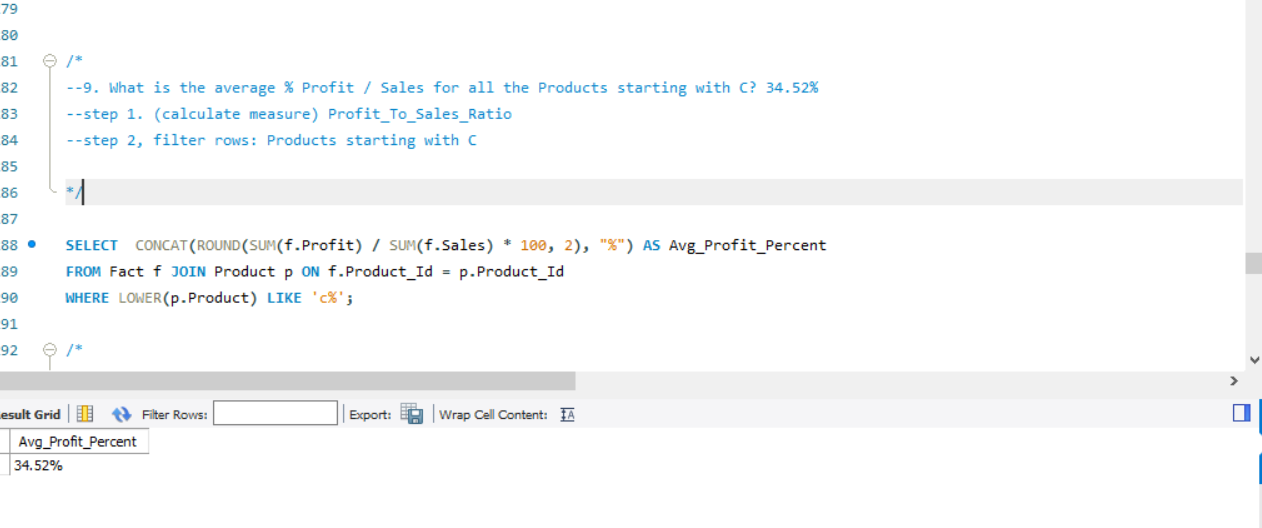 79
80
81 /*
82 --9. What is the average % Profit / Sales for all the Products starting with C? 34.52%
83 --step 1. (calculate measure) Profit_To_Sales_Ratio
84 --step 2, filter rows: Products starting with C
85
86 */
87
88 SELECT  CONCAT(ROUND(SUM(f.Profit) / SUM(f.Sales) * 100, 2), "%") AS Avg_Profit_Percent
89 FROM Fact f JOIN Product p ON f.Product_Id = p.Product_Id
90 WHERE LOWER(p.Product) LIKE 'c%';
91
92 /*
esult Grid Filter Rows: Export: Wrap Cell Content:
Avg_Profit_Percent
34.52%